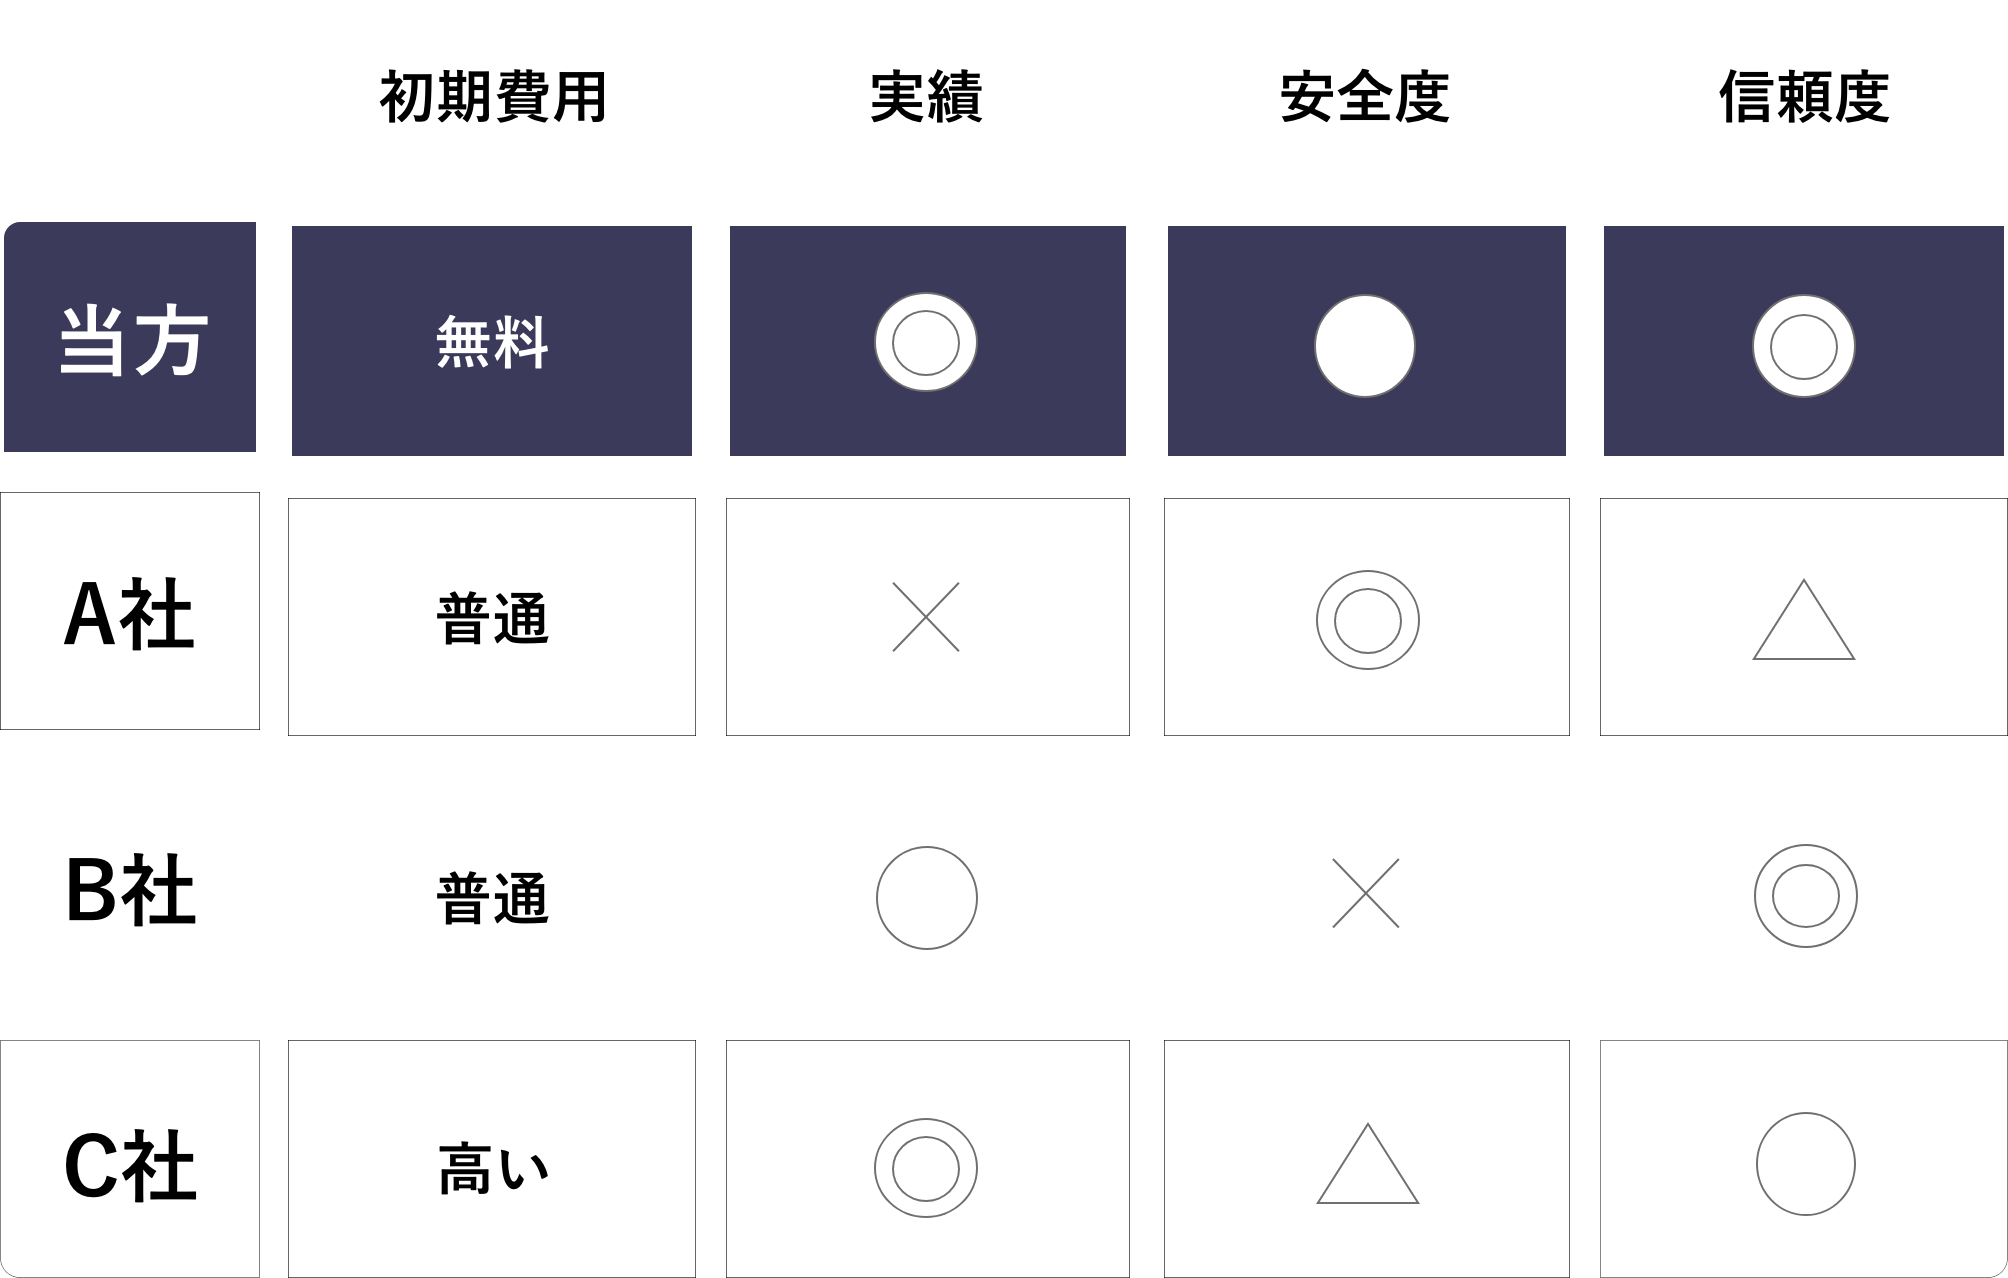 初期費用 実績 安全度 信頼度
当方 無料 ◎ ○ ◎
A社 普通 × ◎ △
B社 普通 ○ × ◎
C社 高い ◎ △ ○